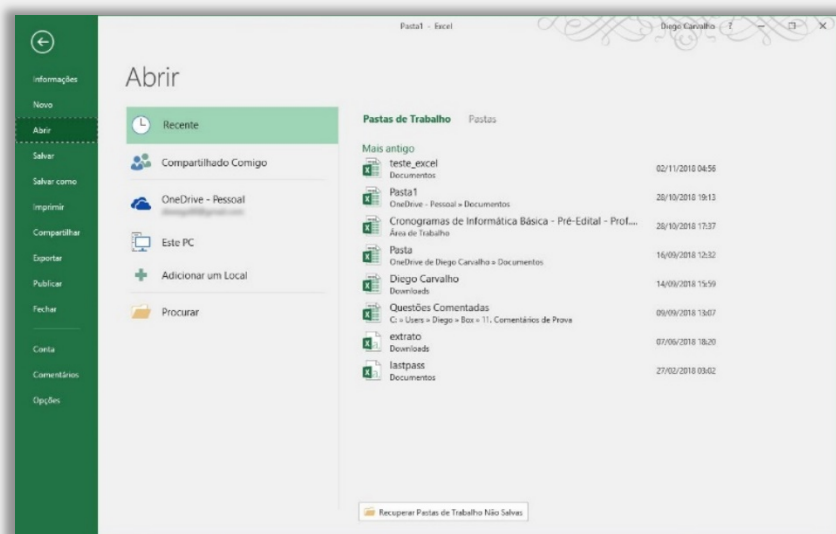 Pasta1 - Excel
Diego Carvalho
?
Informações
Novo
Abrir
Salvar
Salvar como
Imprimir
Compartilhar
Exportar
Publicar
Fechar
Conta
Comentários
Opções
Abrir
Recente
Compartilhado Comigo
OneDrive - Pessoal
Este PC
Adicionar um Local
Procurar
Pastas de Trabalho Pastas
Mais antigo
teste_excel
Documentos
02/11/2018 04:56
Pasta1
OneDrive - Pessoal » Documentos
28/10/2018 19:13
Cronogramas de Informática Básica - Pré-Edital - Prof....
Área de Trabalho
28/10/2018 17:37
Pasta
OneDrive de Diego Carvalho » Documentos
16/09/2018 12:32
Diego Carvalho
Downloads
14/09/2018 15:59
Questões Comentadas
C: » Users » Diego » Box » 11. Comentários de Prova
09/09/2018 13:07
extrato
Downloads
07/06/2018 18:20
lastpass
Documentos
27/02/2018 03:02
Recuperar Pastas de Trabalho Não Salvas